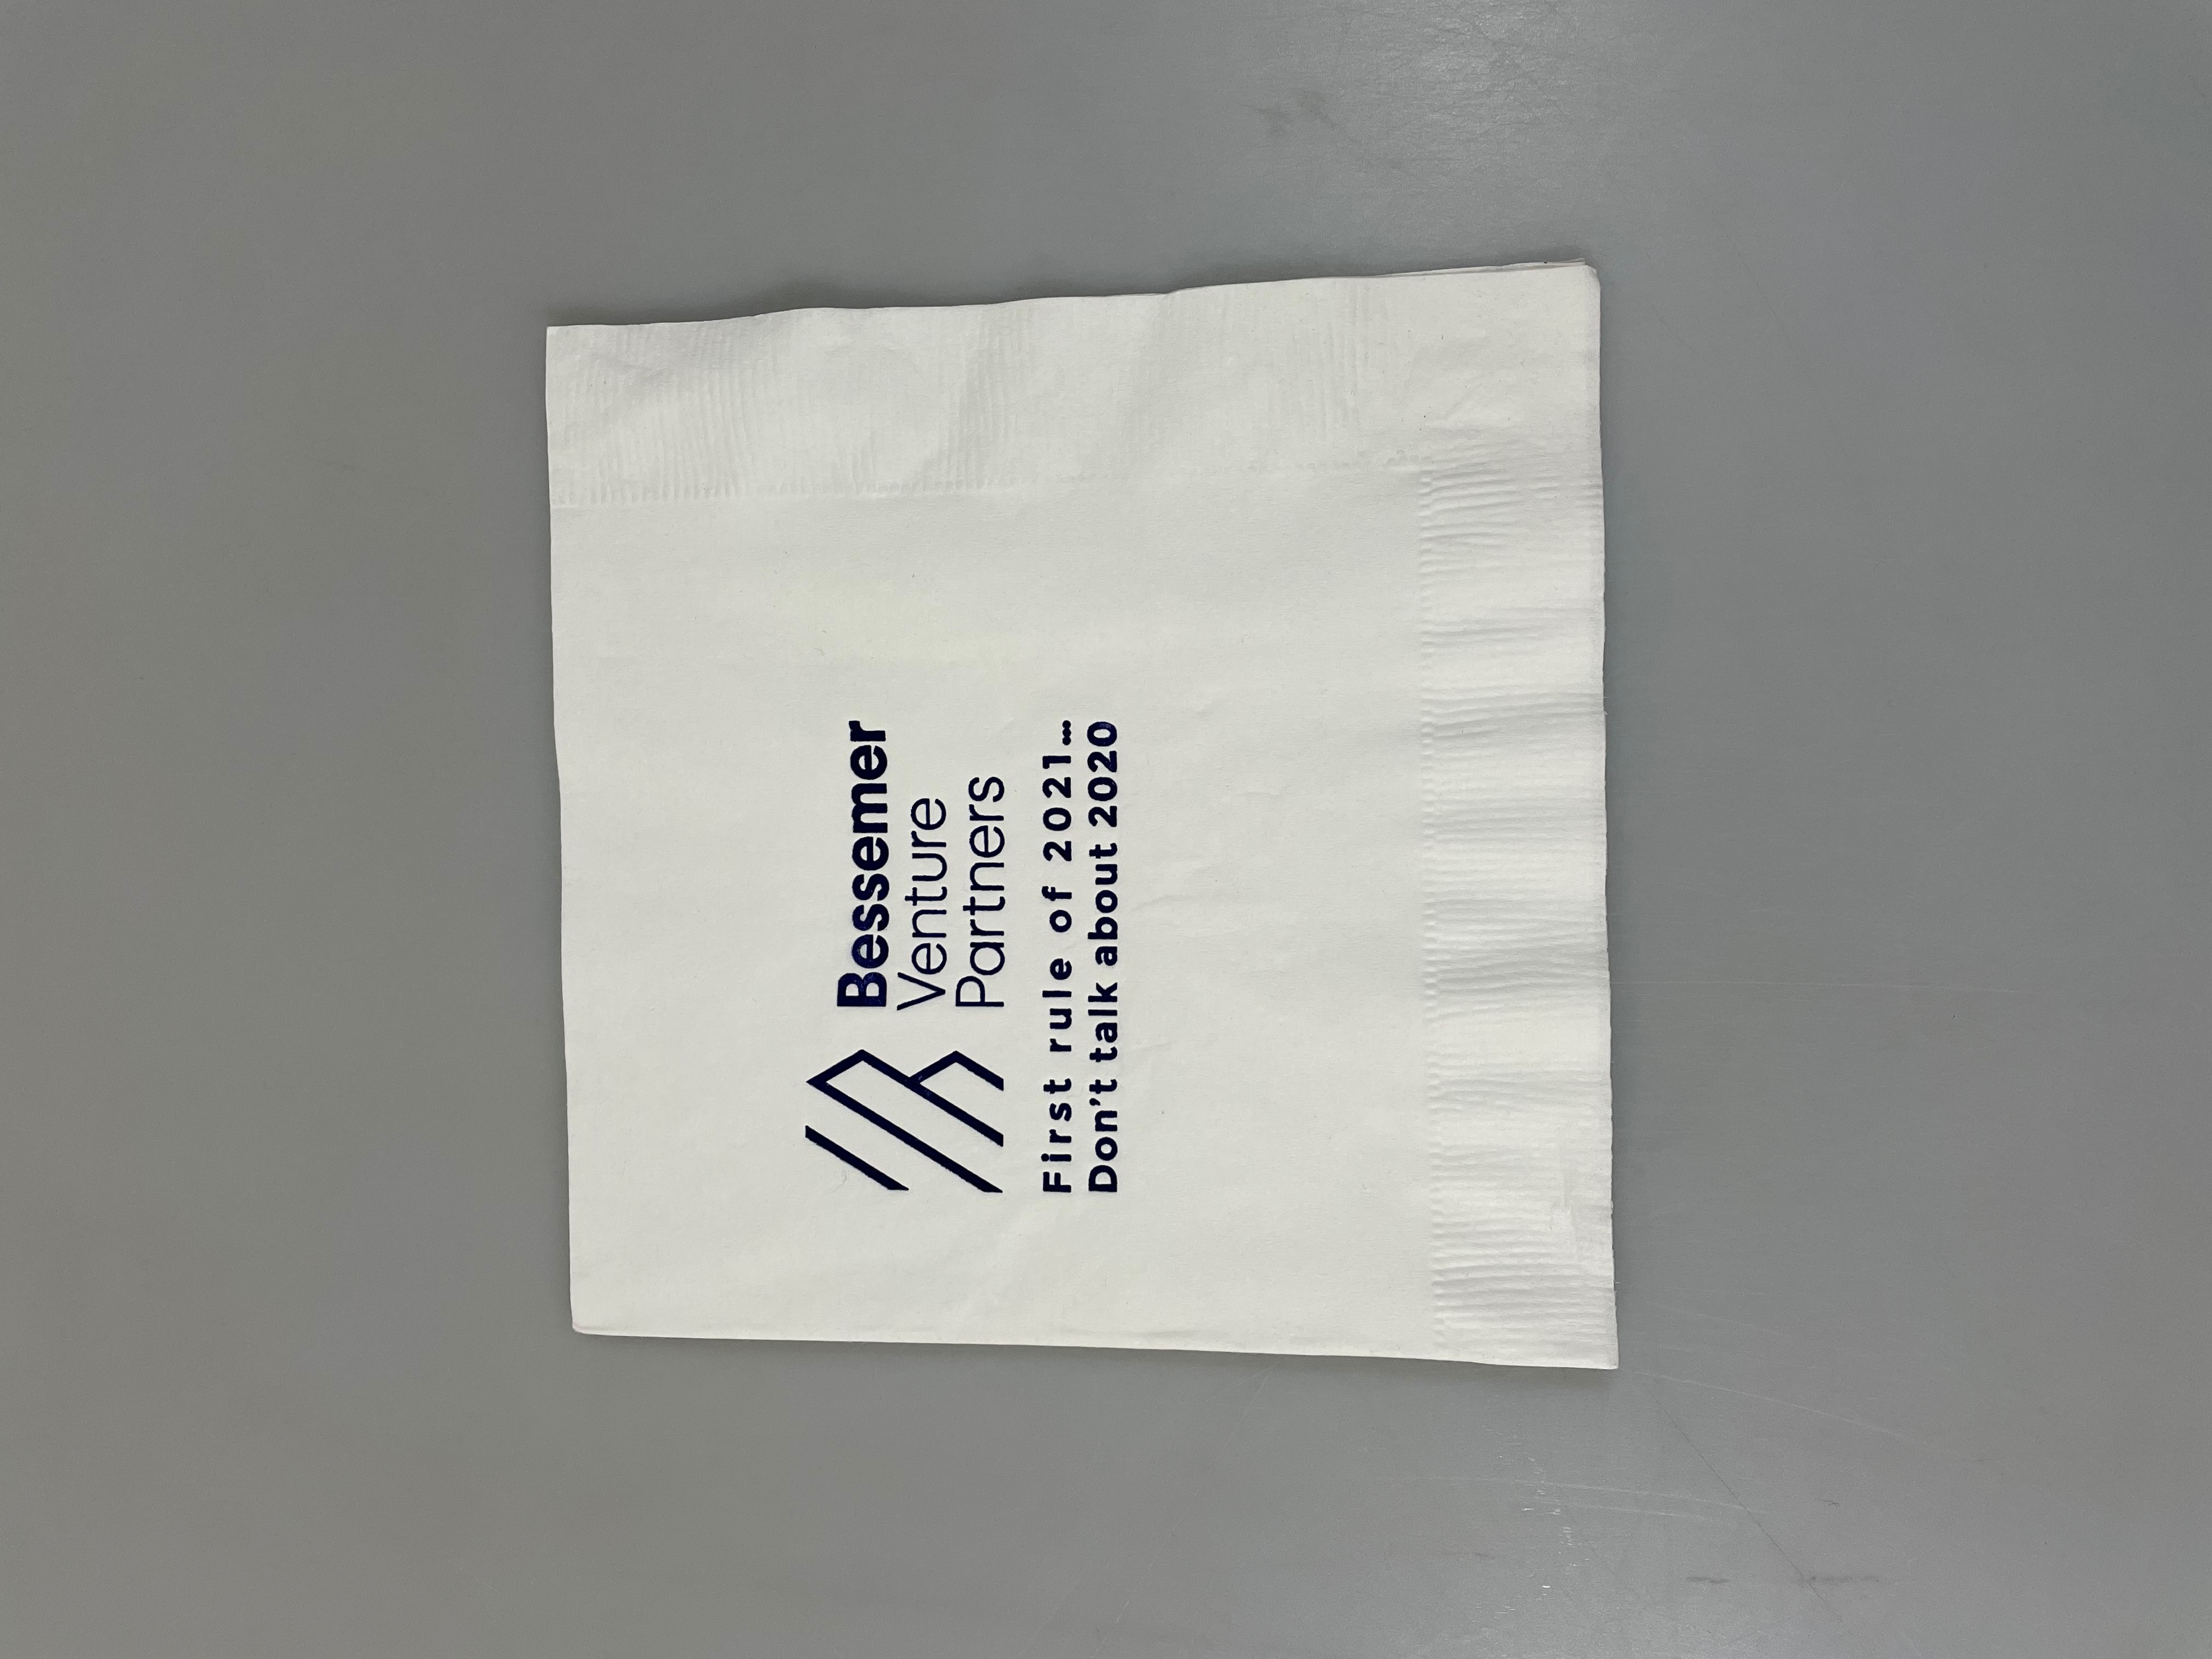 Bessemer
Venture
Partners
First rule of 2021...
Don't talk about 2020